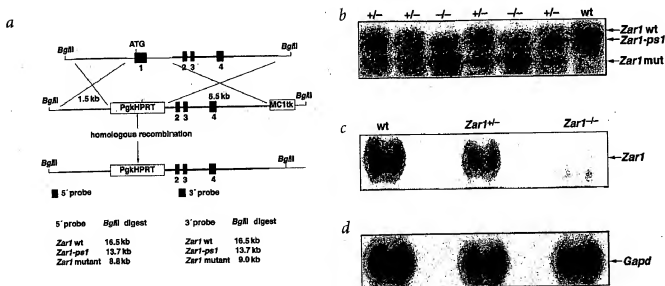 a
ATG
BglII BglII
1 2 3 4
1.5 kb 5.5 kb
BglII PgkHPRT MC1tk
2 3 4
homologous recombination
BglII BglII
PgkHPRT
2 3 4
5´probe 3´probe
5´probe BglII digest 3´probe BglII digest
Zar1 wt 16.5 kb Zar1 wt 16.5 kb
Zar1-ps1 13.7 kb Zar1-ps1 13.7 kb
Zar1 mutant 8.8 kb Zar1 mutant 9.0 kb
b
+/– +/– –/– +/– –/– +/– wt
Zar1 wt
Zar1-ps1
Zar1 mut
c
wt Zar1+/– Zar1–/–
Zar1
d
Gapd